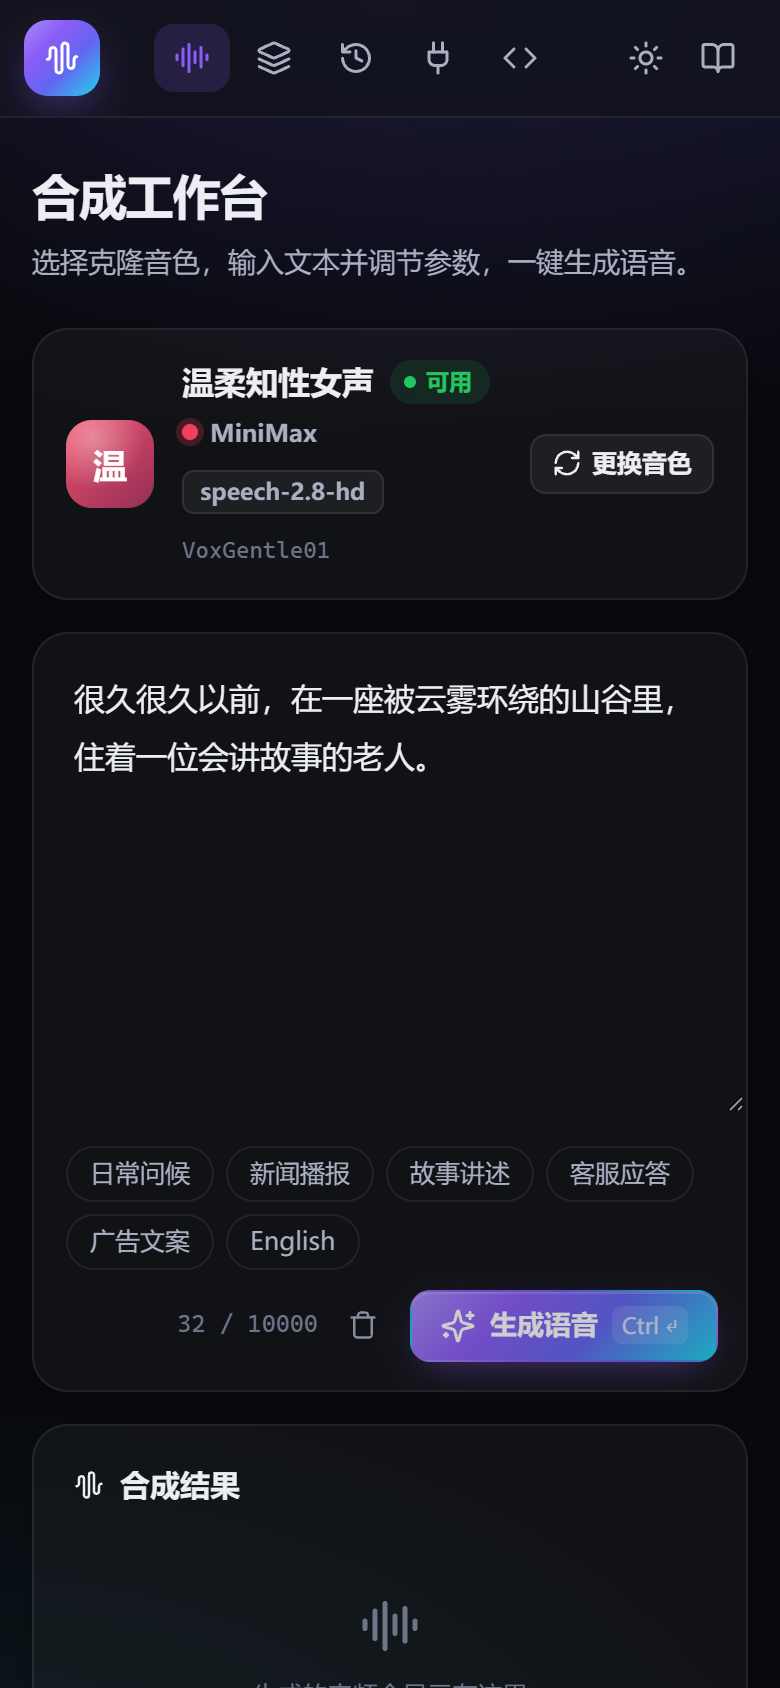 合成工作台
选择克隆音色，输入文本并调节参数，一键生成语音。
温柔知性女声 可用
温
MiniMax
更换音色
speech-2.8-hd
VoxGentle01
很久很久以前，在一座被云雾环绕的山谷里，
住着一位会讲故事的老人。
日常问候 新闻播报 故事讲述 客服应答
广告文案 English
32 / 10000 生成语音 Ctrl ↵
合成结果